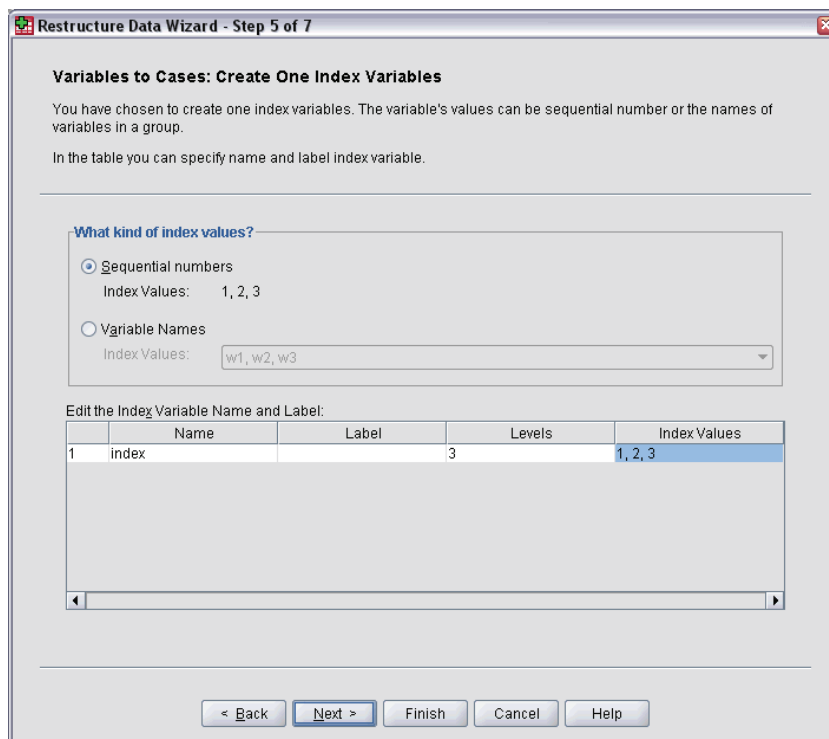 Restructure Data Wizard - Step 5 of 7
Variables to Cases: Create One Index Variables
You have chosen to create one index variables. The variable's values can be sequential number or the names of
variables in a group.
In the table you can specify name and label index variable.
What kind of index values?
Sequential numbers
Index Values: 1, 2, 3
Variable Names
Index Values: w1, w2, w3
Edit the Index Variable Name and Label:
Name Label Levels Index Values
1 index 3 1, 2, 3
< Back Next > Finish Cancel Help